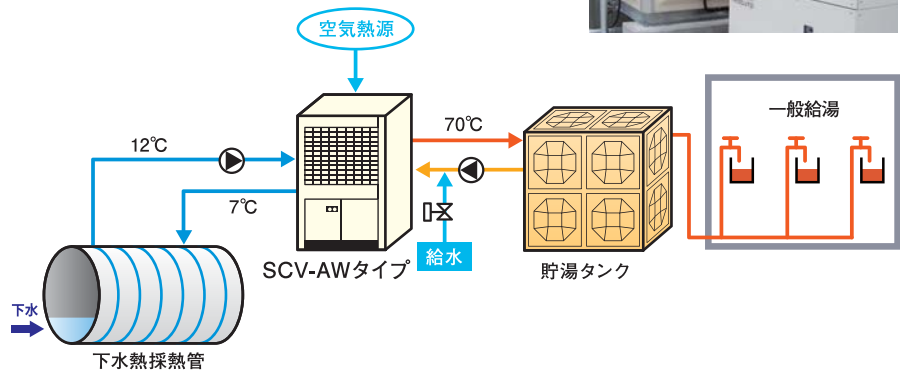 空気熱源
12℃
7℃
70℃
一般給湯
SCV-AWタイプ
給水
貯湯タンク
下水
下水熱採熱管